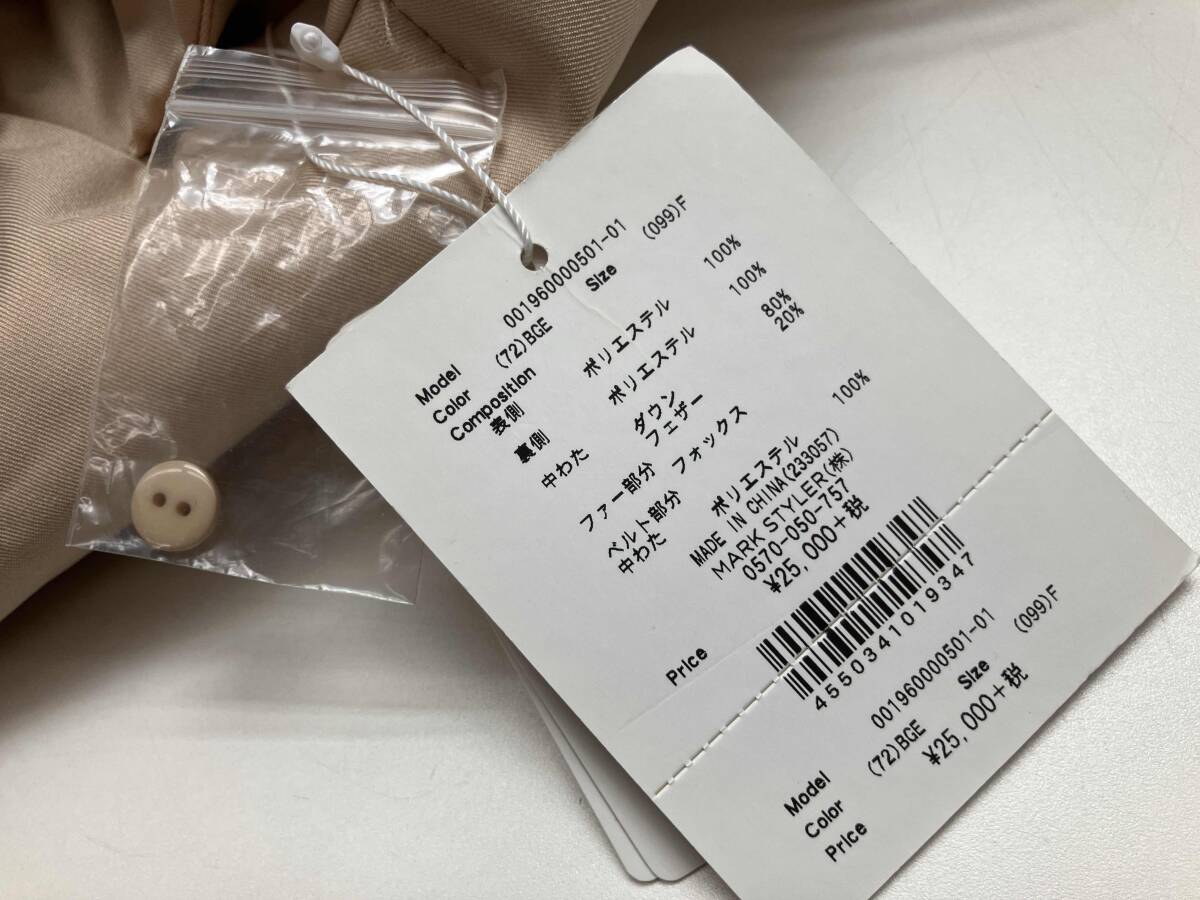 Model 001960000501-01
Color (72)BGE Size (099)F
Composition
表側 ポリエステル 100%
裏側 ポリエステル 100%
中わた ダウン 80%
フェザー 20%
ファー部分 フォックス
ベルト部分
中わた ポリエステル 100%
MADE IN CHINA(233057)
MARK STYLER(株)
0570-050-757
Price ¥25,000+税
4550341019347
Model 001960000501-01
Color (72)BGE Size (099)F
Price ¥25,000+税